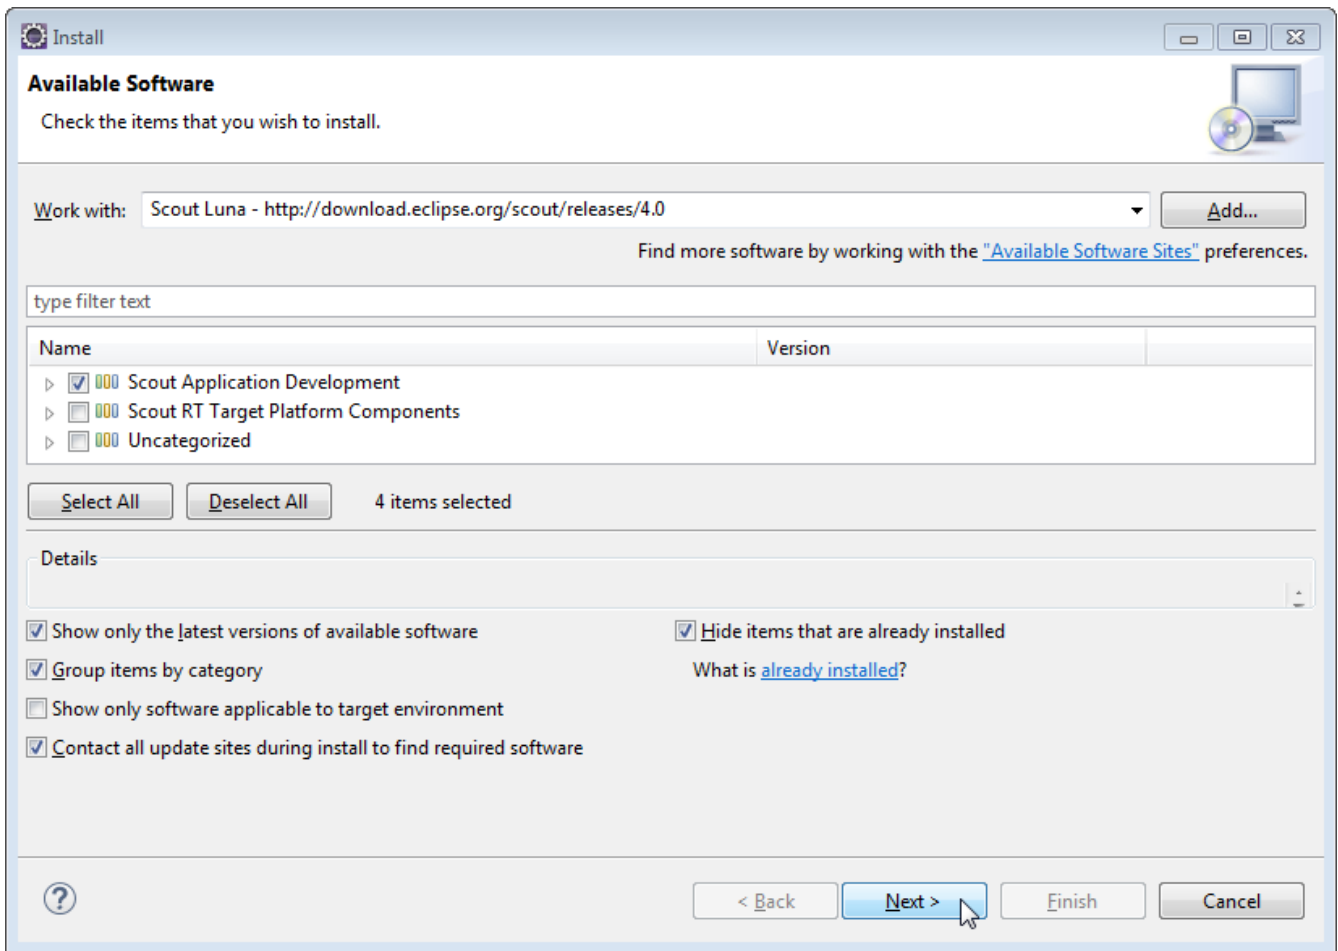 Install
Available Software
Check the items that you wish to install.
Work with: Scout Luna - http://download.eclipse.org/scout/releases/4.0 Add...
Find more software by working with the "Available Software Sites" preferences.
type filter text
Name Version
Scout Application Development
Scout RT Target Platform Components
Uncategorized
Select All Deselect All 4 items selected
Details
Show only the latest versions of available software Hide items that are already installed
Group items by category What is already installed?
Show only software applicable to target environment
Contact all update sites during install to find required software
? < Back Next > Finish Cancel